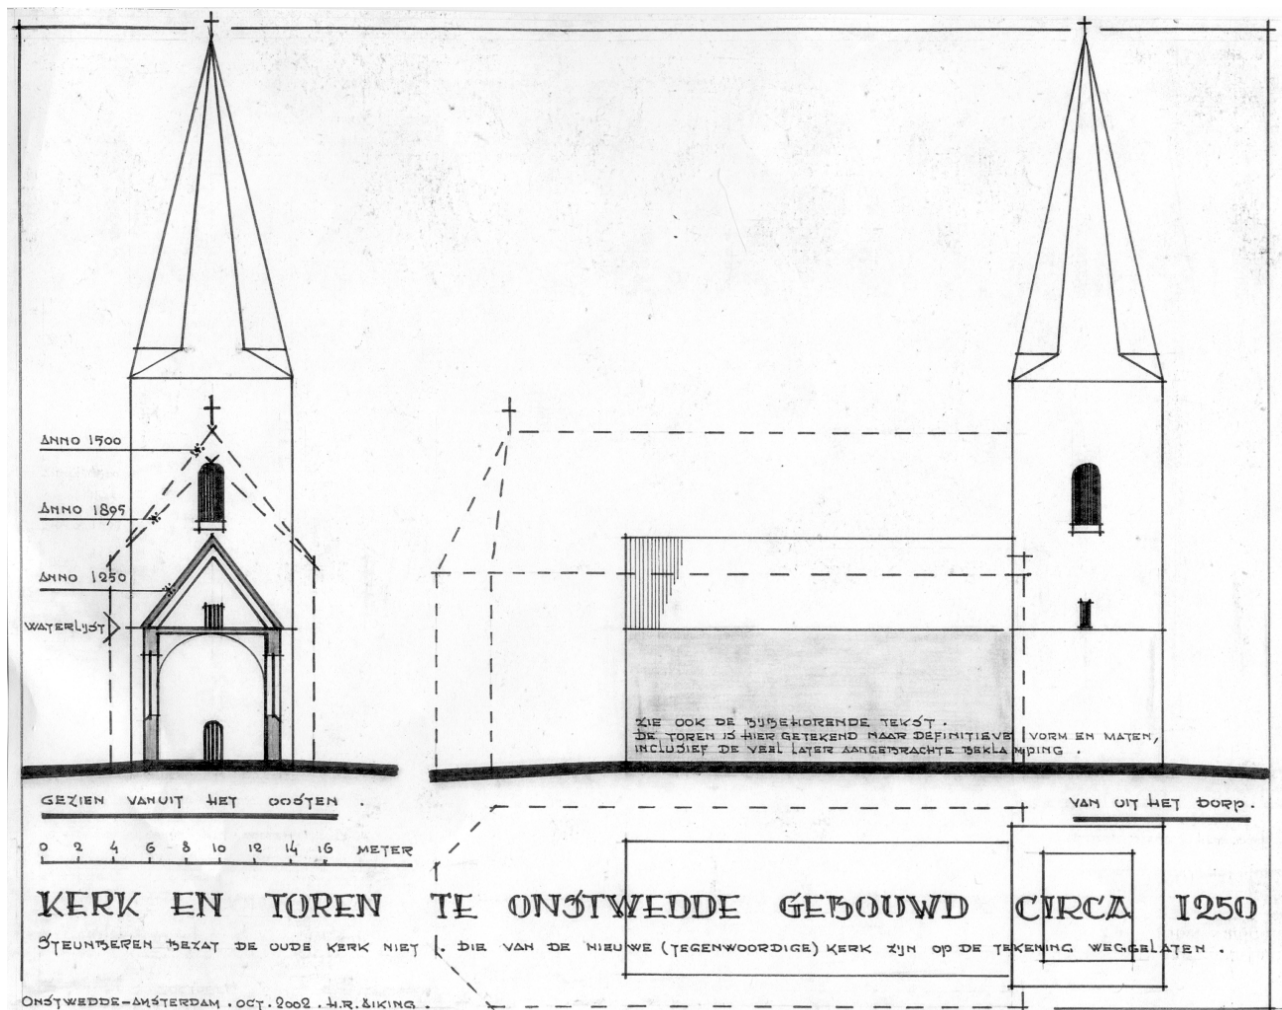 ANNO 1500
ANNO 1895
ANNO 1250
WATERLIJST
ZIE OOK DE BIJBEHORENDE TEKST.
DE TOREN IS HIER GETEKEND NAAR DEFINITIEVE VORM EN MATEN,
INCLUSIEF DE VEEL LATER AANGEBRACHTE BEKLAMPING.
GEZIEN VANUIT HET OOSTEN.
VAN UIT HET DORP.
0 2 4 6 8 10 12 14 16 METER
KERK EN TOREN TE ONSTWEDDE GEBOUWD CIRCA 1250
STEUNBEREN BEZAT DE OUDE KERK NIET. DIE VAN DE NIEUWE (TEGENWOORDIGE) KERK ZIJN OP DE TEKENING WEGGELATEN.
ONSTWEDDE-AMSTERDAM. OCT. 2002. H.R. EIKING.